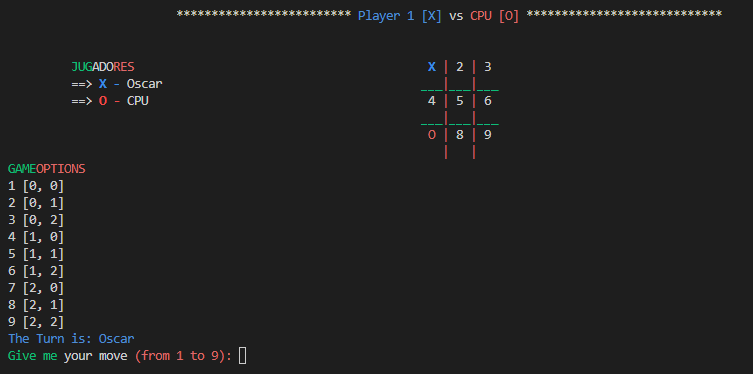 ************************* Player 1 [X] vs CPU [O] ****************************
JUGADORES
==> X - Oscar
==> O - CPU
X | 2 | 3
___|___|___
4 | 5 | 6
___|___|___
O | 8 | 9
| |
GAMEOPTIONS
1 [0, 0]
2 [0, 1]
3 [0, 2]
4 [1, 0]
5 [1, 1]
6 [1, 2]
7 [2, 0]
8 [2, 1]
9 [2, 2]
The Turn is: Oscar
Give me your move (from 1 to 9):